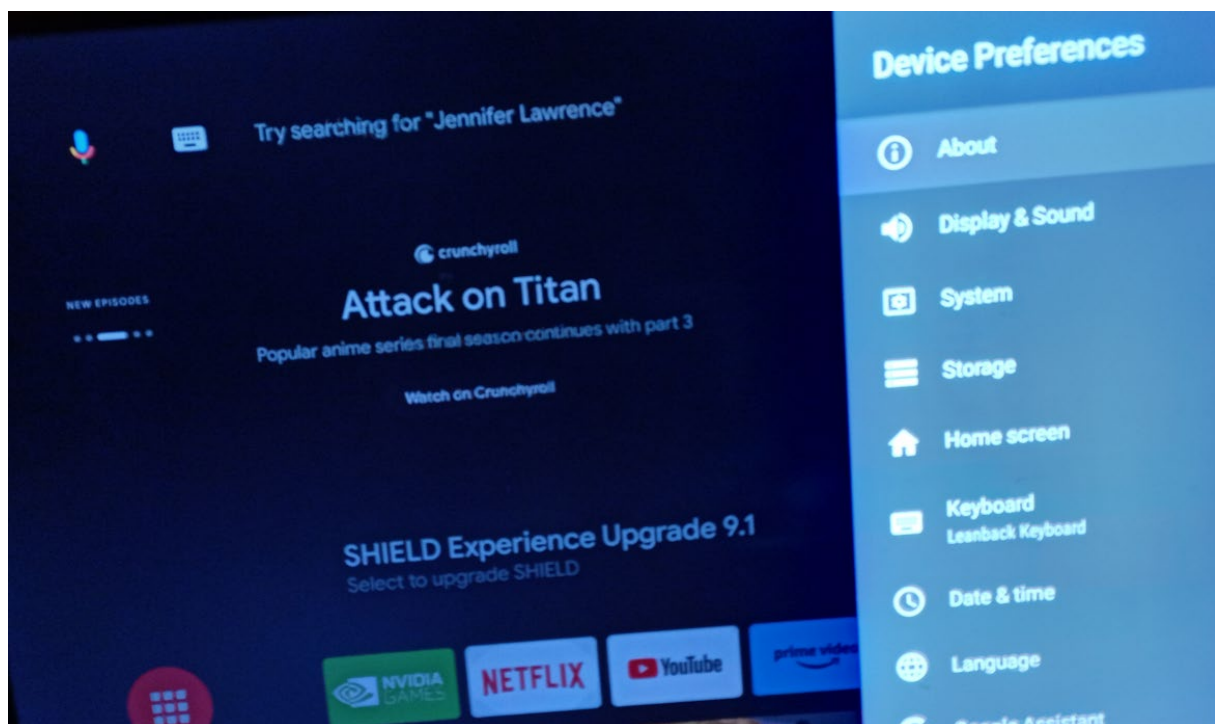 Try searching for "Jennifer Lawrence"
crunchyroll
NEW EPISODES
Attack on Titan
Popular anime series final season continues with part 3
Watch on Crunchyroll
SHIELD Experience Upgrade 9.1
Select to upgrade SHIELD
NVIDIA
GAMES
NETFLIX
YouTube
prime video
Device Preferences
About
Display & Sound
System
Storage
Home screen
Keyboard
Leanback Keyboard
Date & time
Language
Google Assistant